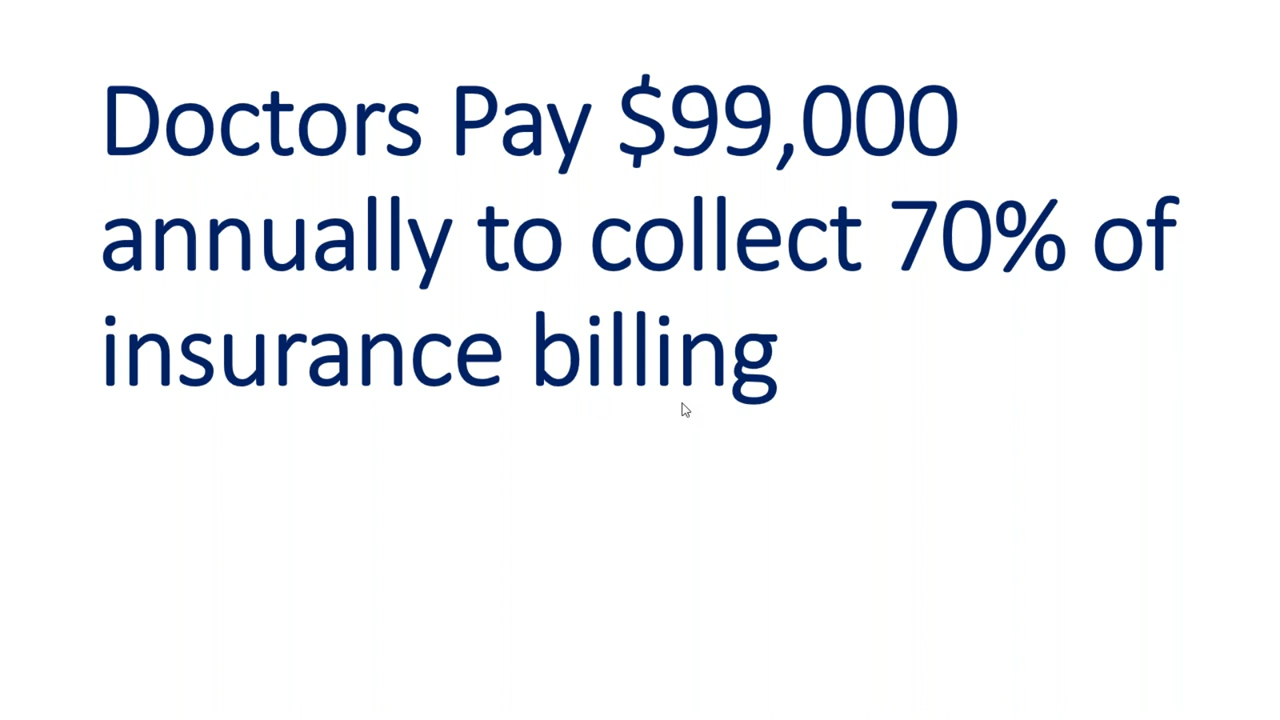 Doctors Pay $99,000
annually to collect 70% of
insurance billing